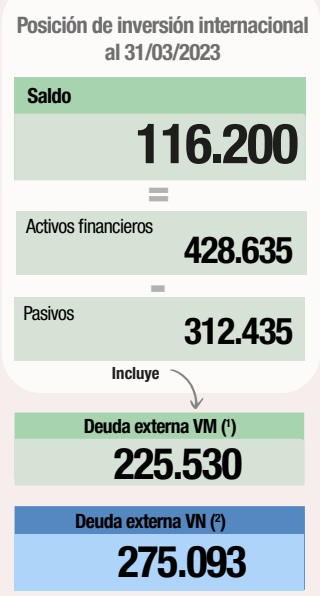 Posición de inversión internacional
al 31/03/2023
Saldo
116.200
=
Activos financieros
428.635
-
Pasivos
312.435
Incluye
Deuda externa VM (¹)
225.530
Deuda externa VN (²)
275.093